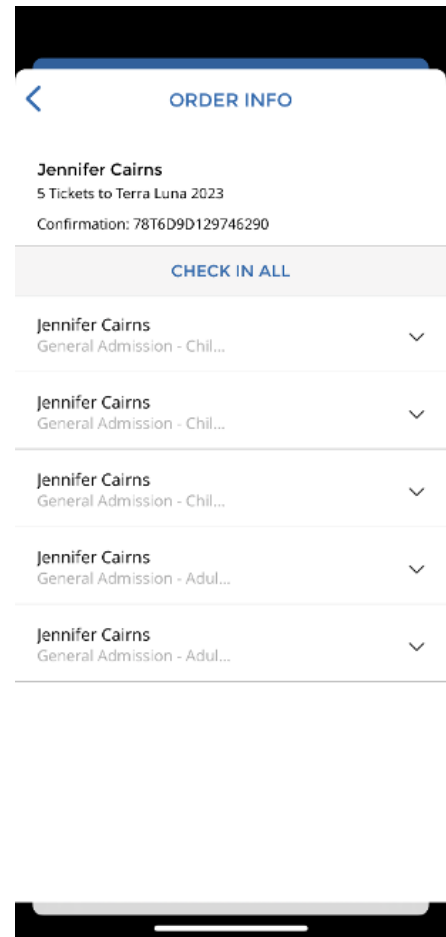 ORDER INFO
Jennifer Cairns
5 Tickets to Terra Luna 2023
Confirmation: 78T6D9D129746290
CHECK IN ALL
Jennifer Cairns
General Admission - Chil...
Jennifer Cairns
General Admission - Chil...
Jennifer Cairns
General Admission - Chil...
Jennifer Cairns
General Admission - Adul...
Jennifer Cairns
General Admission - Adul...